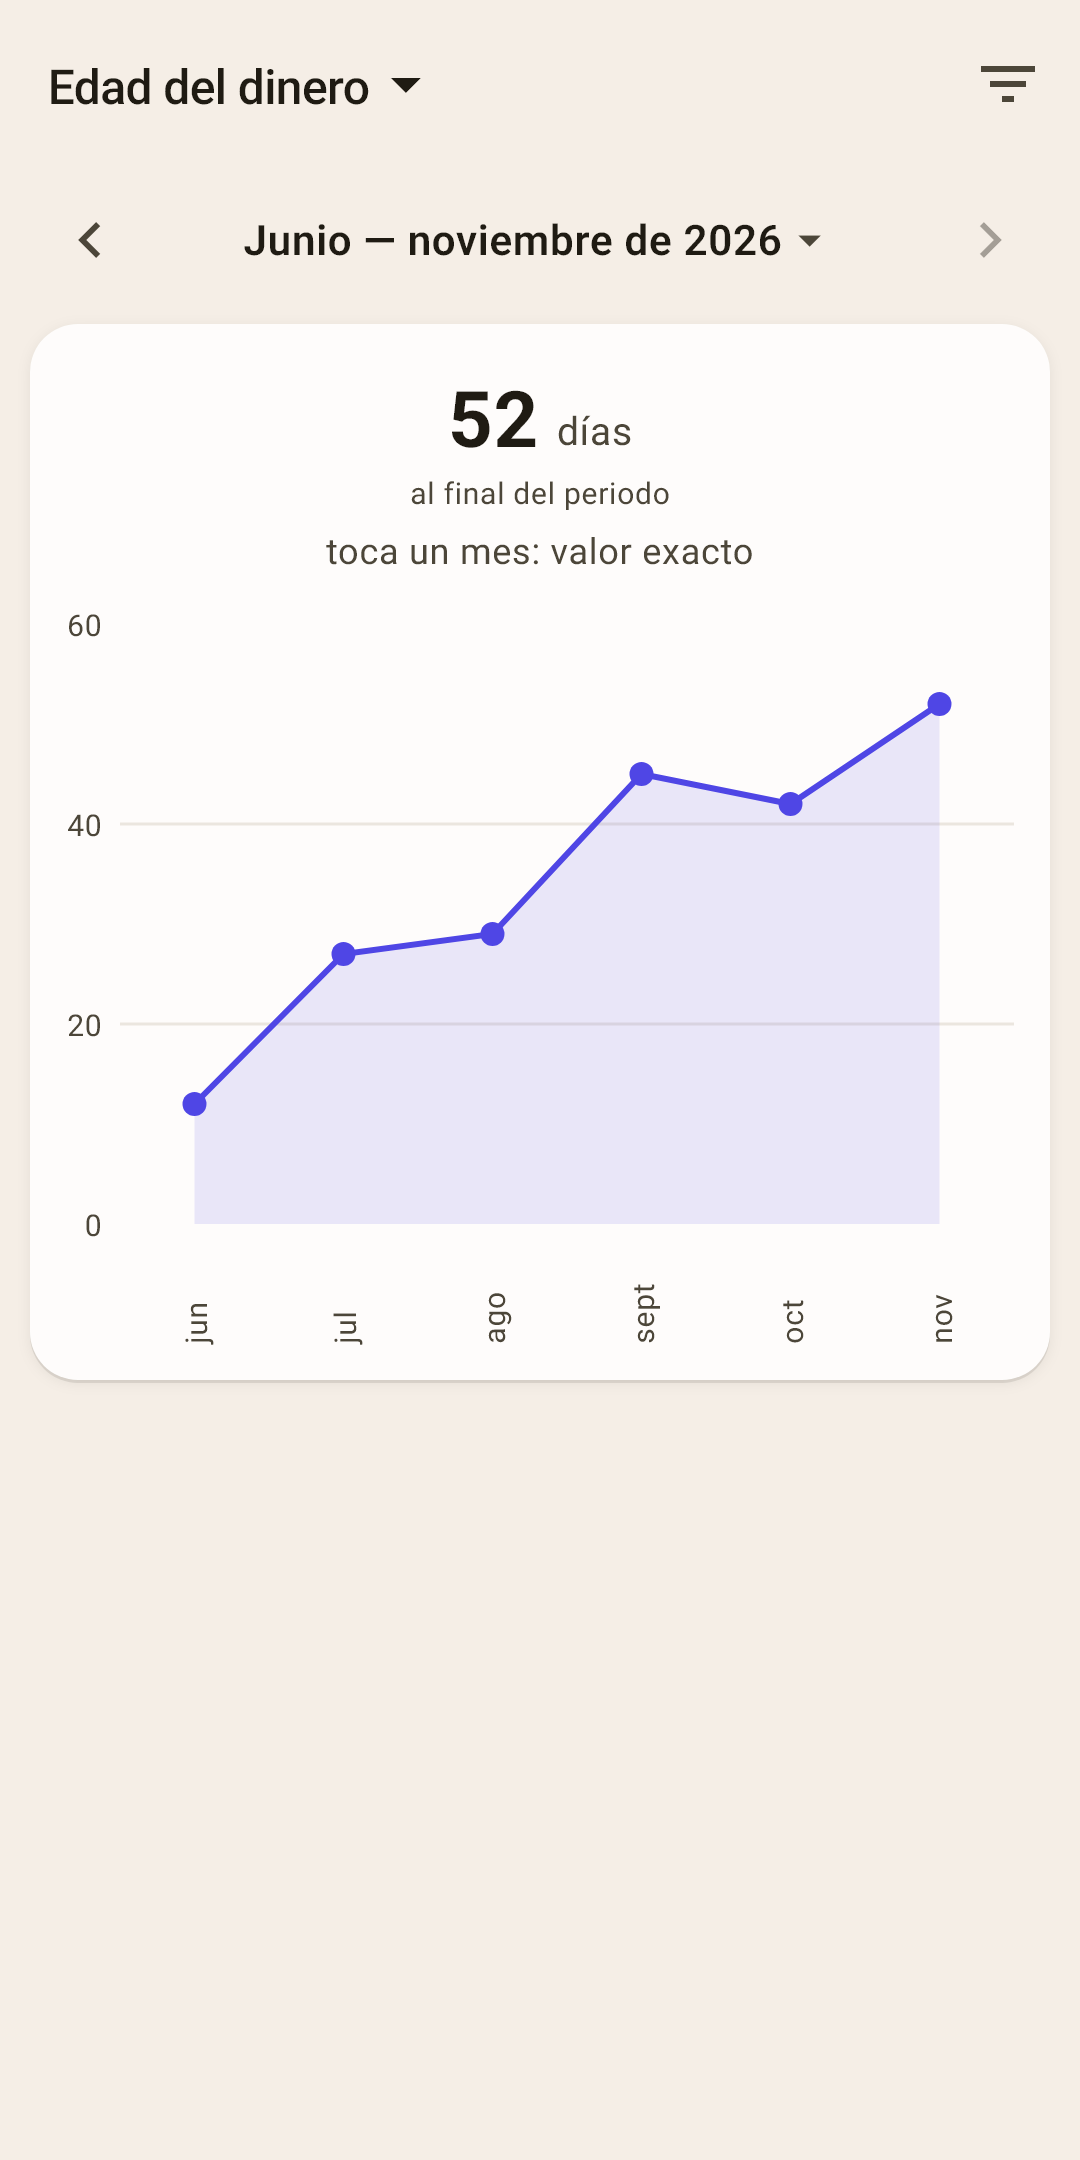 Edad del dinero
Junio — noviembre de 2026
52 días
al final del periodo
toca un mes: valor exacto
60
40
20
0
jun
jul
ago
sept
oct
nov